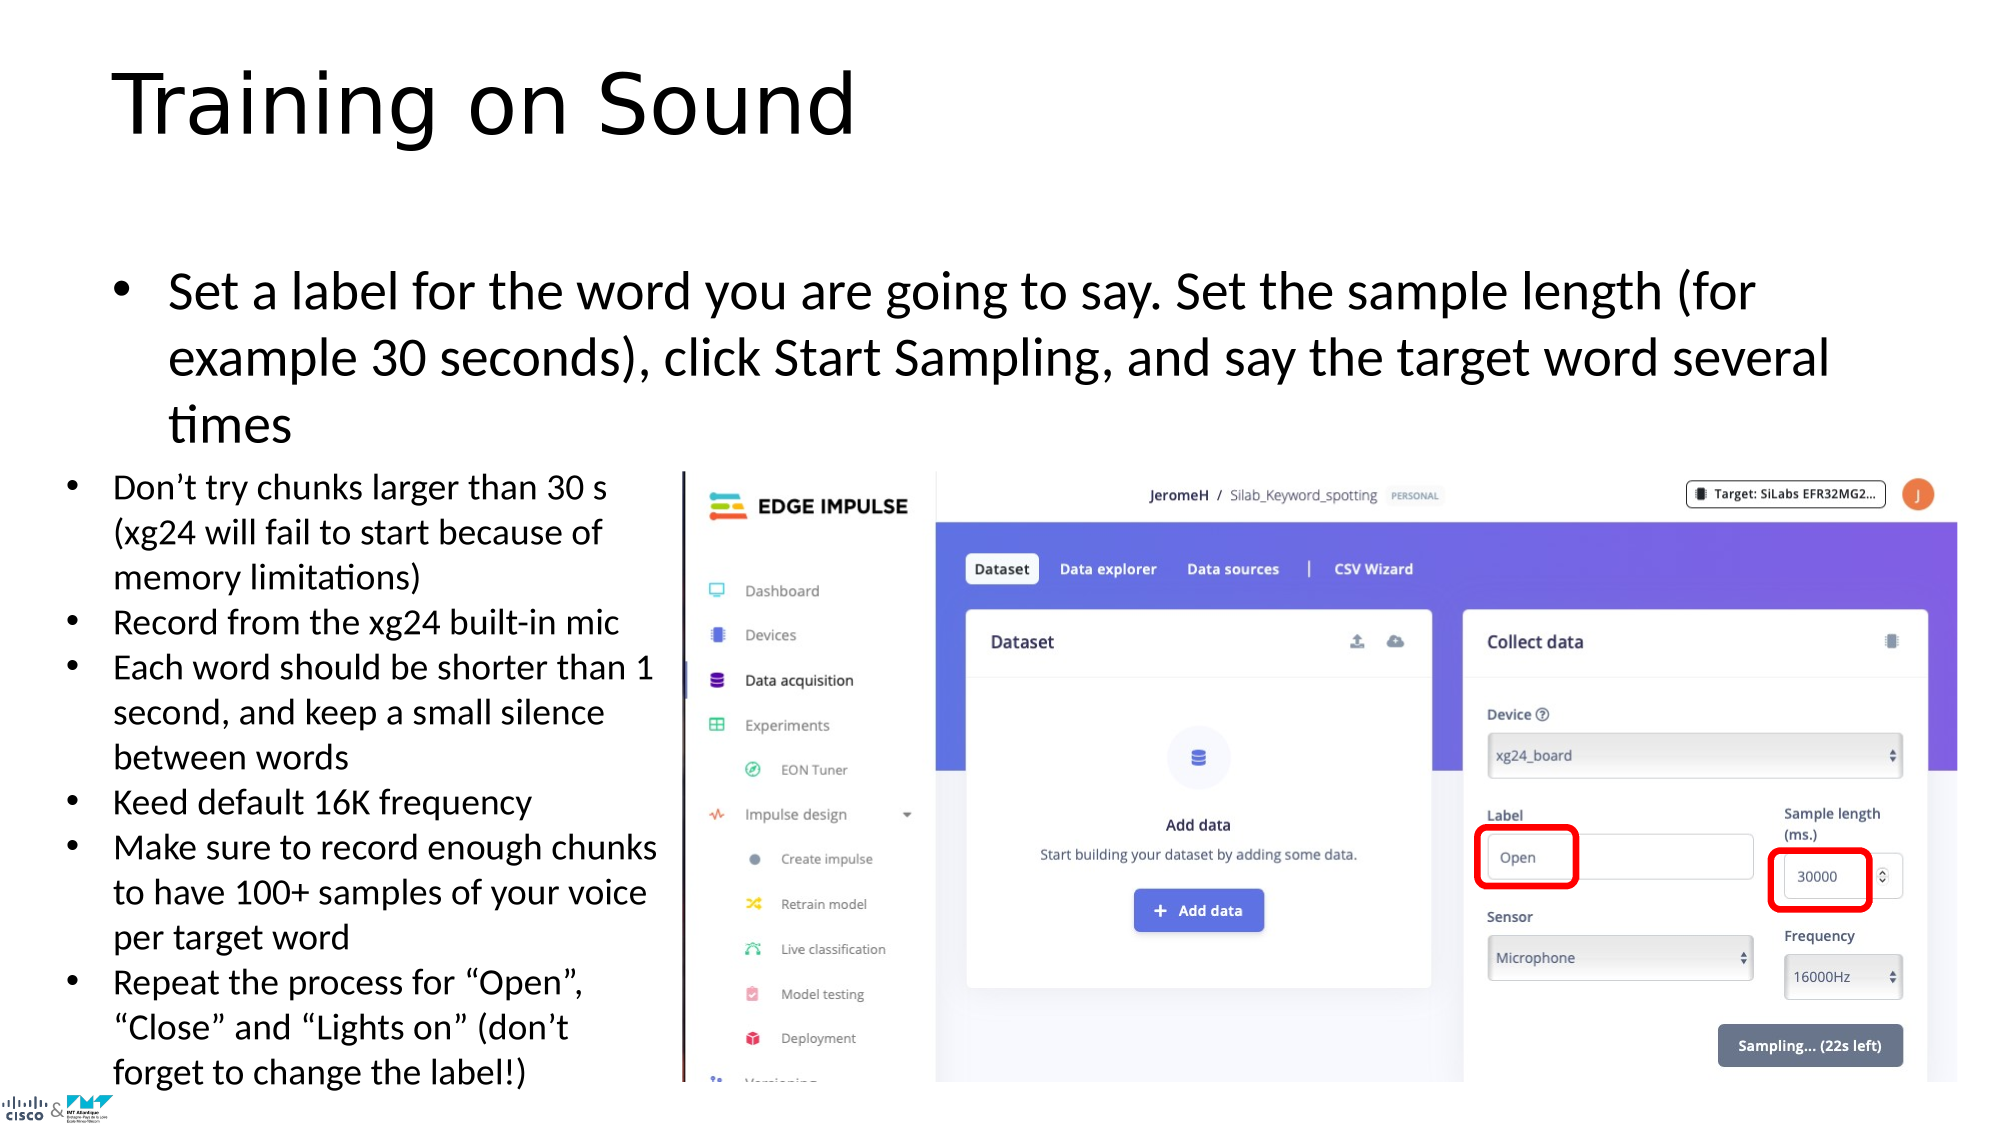 Training on Sound
• Set a label for the word you are going to say. Set the sample length (for
example 30 seconds), click Start Sampling, and say the target word several
times
• Don’t try chunks larger than 30 s
(xg24 will fail to start because of
memory limitations)
• Record from the xg24 built-in mic
• Each word should be shorter than 1
second, and keep a small silence
between words
• Keed default 16K frequency
• Make sure to record enough chunks
to have 100+ samples of your voice
per target word
• Repeat the process for “Open”,
“Close” and “Lights on” (don’t
forget to change the label!)
EDGE IMPULSE
Dashboard
Devices
Data acquisition
Experiments
EON Tuner
Impulse design
Create impulse
Retrain model
Live classification
Model testing
Deployment
Versioning
JeromeH / Silab_Keyword_spotting PERSONAL
Target: SiLabs EFR32MG2...
J
Dataset Data explorer Data sources | CSV Wizard
Dataset
Add data
Start building your dataset by adding some data.
+ Add data
Collect data
Device
xg24_board
Label
Open
Sample length
(ms.)
30000
Sensor
Microphone
Frequency
16000Hz
Sampling... (22s left)
cisco & IMT Atlantique